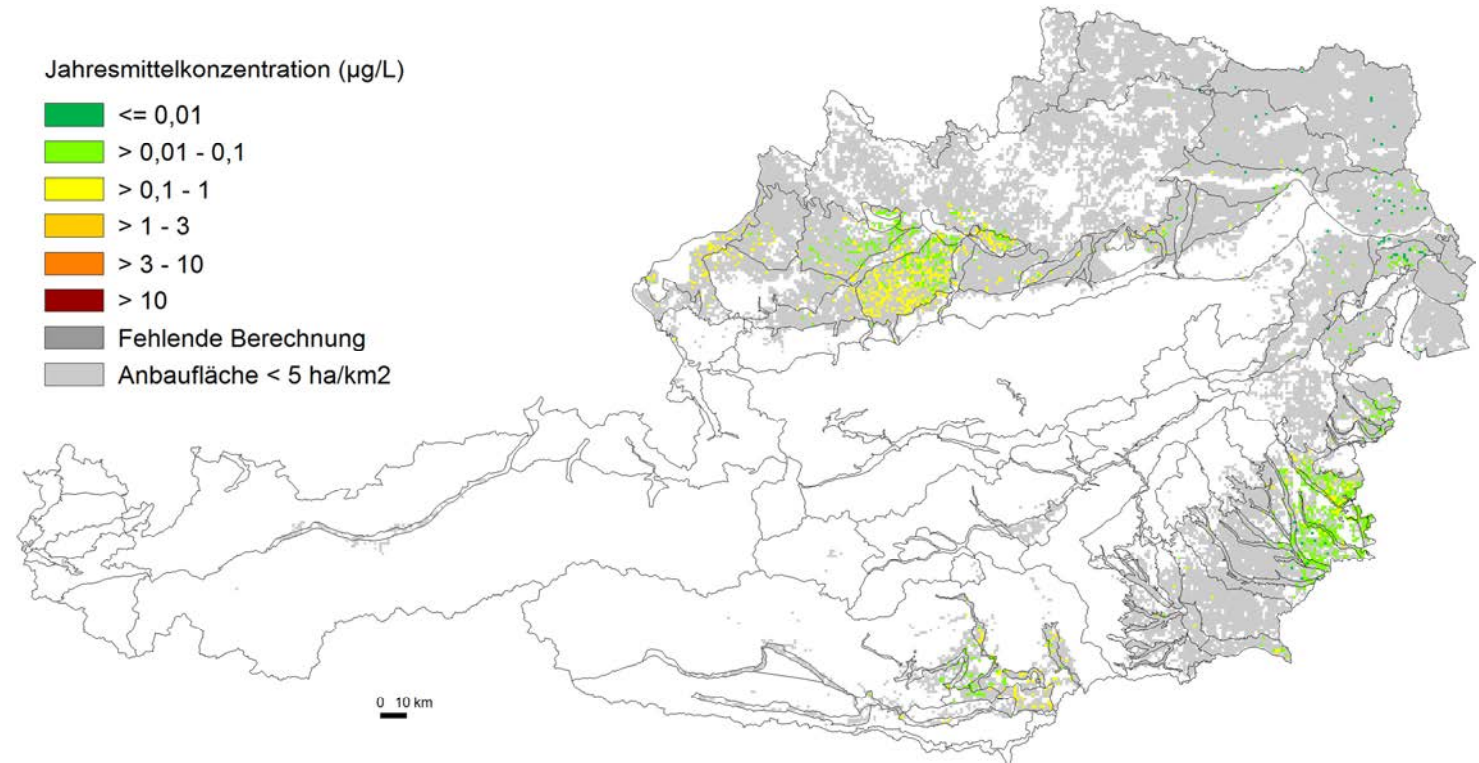 Jahresmittelkonzentration (µg/L)
<= 0,01
> 0,01 - 0,1
> 0,1 - 1
> 1 - 3
> 3 - 10
> 10
Fehlende Berechnung
Anbaufläche < 5 ha/km2
0 10 km